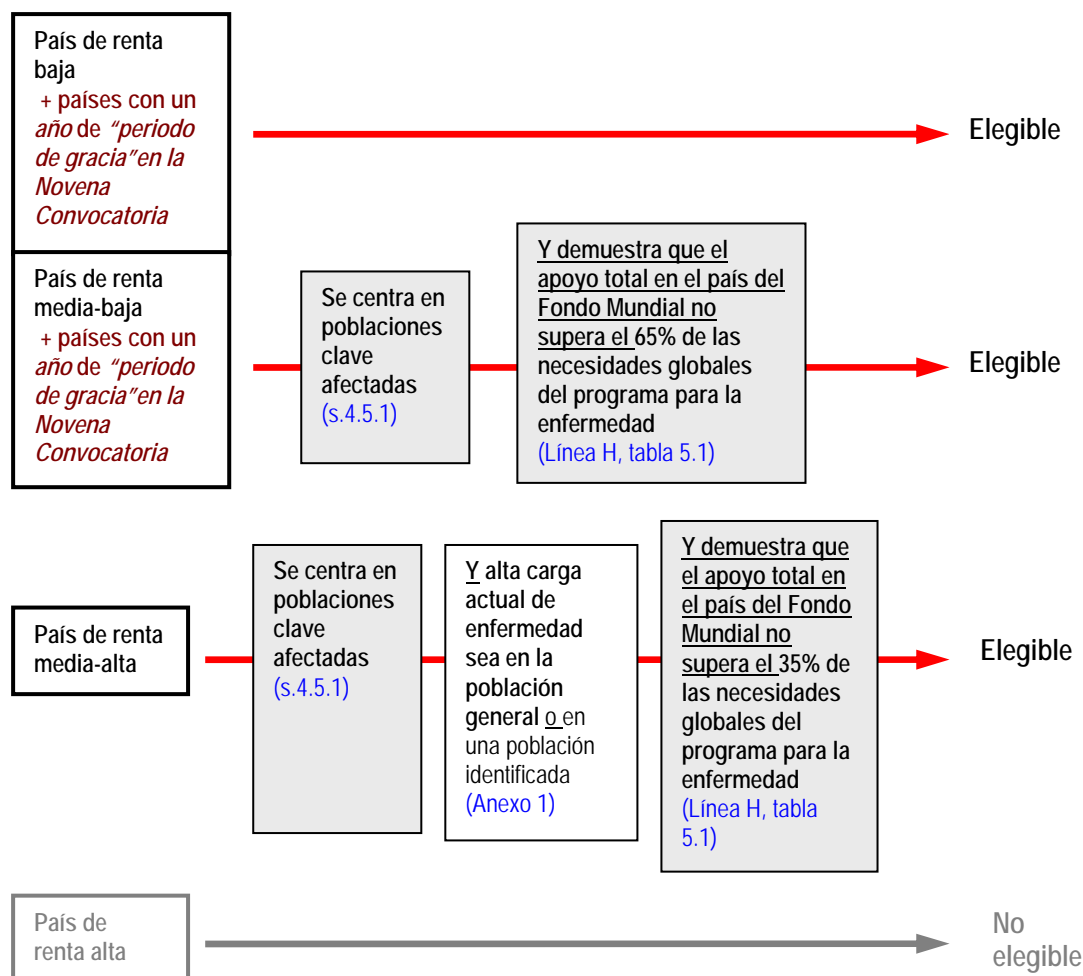 País de renta
baja
+ países con un
año de “periodo
de gracia”en la
Novena
Convocatoria
Elegible
País de renta
media-baja
+ países con un
año de “periodo
de gracia”en la
Novena
Convocatoria
Se centra en
poblaciones
clave
afectadas
(s.4.5.1)
Y demuestra que el
apoyo total en el país del
Fondo Mundial no
supera el 65% de las
necesidades globales
del programa para la
enfermedad
(Línea H, tabla 5.1)
Elegible
País de renta
media-alta
Se centra en
poblaciones
clave
afectadas
(s.4.5.1)
Y alta carga
actual de
enfermedad
sea en la
población
general o en
una población
identificada
(Anexo 1)
Y demuestra que
el apoyo total en
el país del Fondo
Mundial no
supera el 35% de
las necesidades
globales del
programa para la
enfermedad
(Línea H, tabla
5.1)
Elegible
País de
renta alta
No
elegible